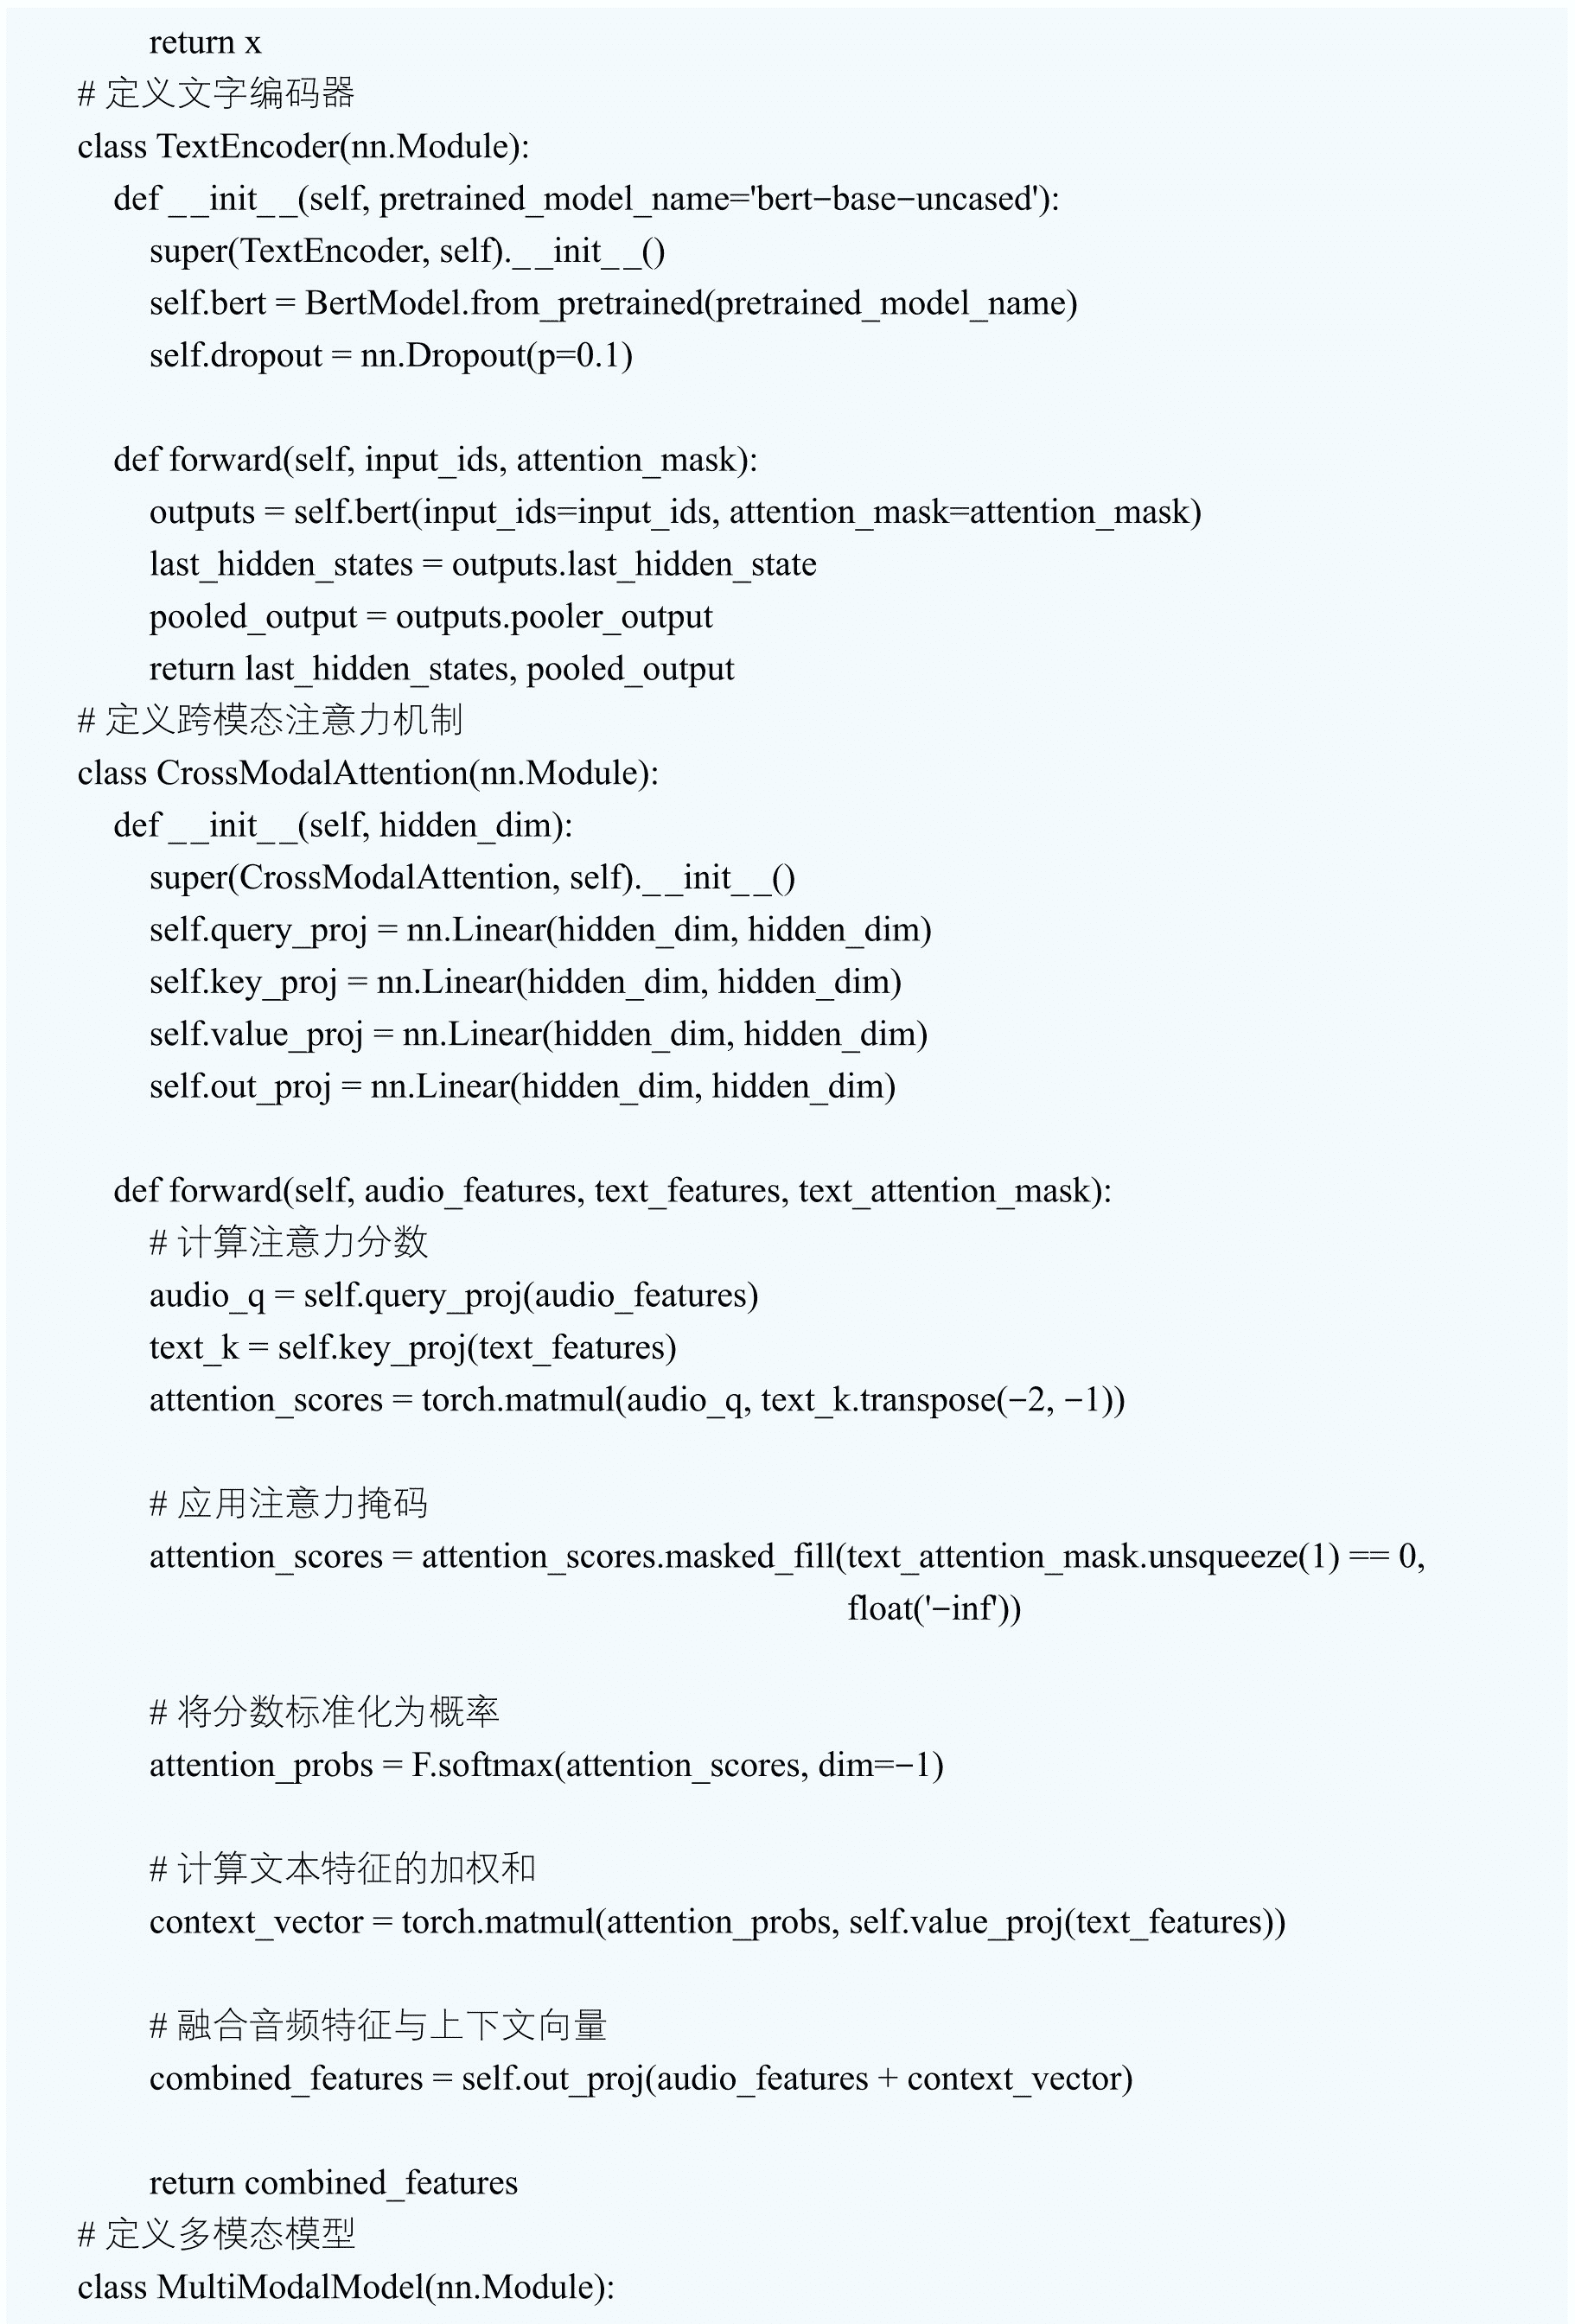 return x
# 定义文字编码器
class TextEncoder(nn.Module):
def __init__(self, pretrained_model_name='bert-base-uncased'):
super(TextEncoder, self).__init__()
self.bert = BertModel.from_pretrained(pretrained_model_name)
self.dropout = nn.Dropout(p=0.1)
def forward(self, input_ids, attention_mask):
outputs = self.bert(input_ids=input_ids, attention_mask=attention_mask)
last_hidden_states = outputs.last_hidden_state
pooled_output = outputs.pooler_output
return last_hidden_states, pooled_output
# 定义跨模态注意力机制
class CrossModalAttention(nn.Module):
def __init__(self, hidden_dim):
super(CrossModalAttention, self).__init__()
self.query_proj = nn.Linear(hidden_dim, hidden_dim)
self.key_proj = nn.Linear(hidden_dim, hidden_dim)
self.value_proj = nn.Linear(hidden_dim, hidden_dim)
self.out_proj = nn.Linear(hidden_dim, hidden_dim)
def forward(self, audio_features, text_features, text_attention_mask):
# 计算注意力分数
audio_q = self.query_proj(audio_features)
text_k = self.key_proj(text_features)
attention_scores = torch.matmul(audio_q, text_k.transpose(-2, -1))
# 应用注意力掩码
attention_scores = attention_scores.masked_fill(text_attention_mask.unsqueeze(1) == 0,
float('-inf'))
# 将分数标准化为概率
attention_probs = F.softmax(attention_scores, dim=-1)
# 计算文本特征的加权和
context_vector = torch.matmul(attention_probs, self.value_proj(text_features))
# 融合音频特征与上下文向量
combined_features = self.out_proj(audio_features + context_vector)
return combined_features
# 定义多模态模型
class MultiModalModel(nn.Module):